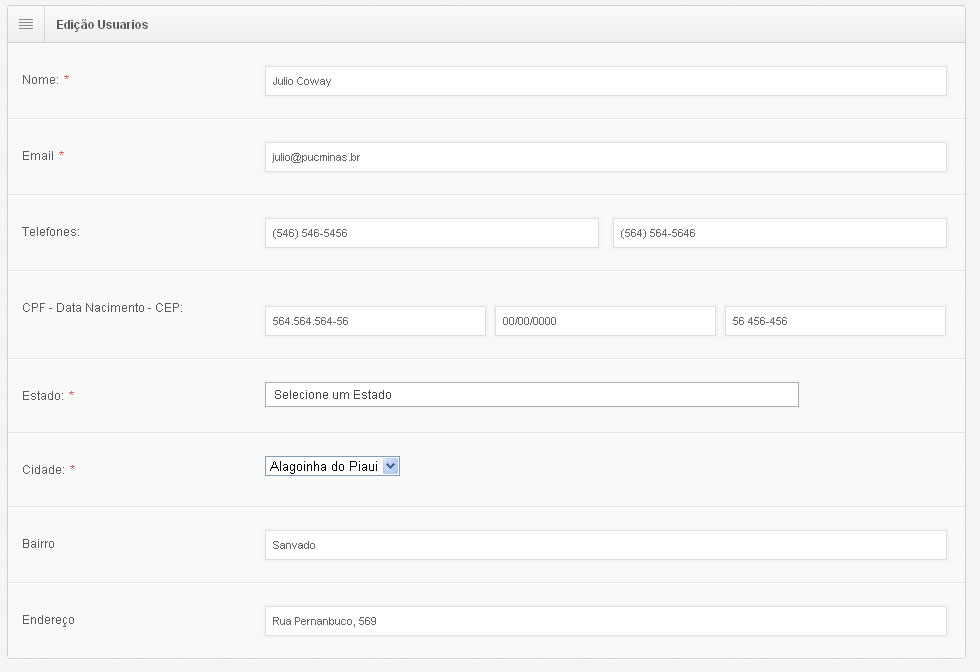 Edição Usuarios
Nome: * Julio Coway
Email * julio@pucminas.br
Telefones: (546) 546-5456 (564) 564-5646
CPF - Data Nacimento - CEP: 564.564.564-56 00/00/0000 56 456-456
Estado: * Selecione um Estado
Cidade: * Alagoinha do Piaui
Bairro Sanvado
Endereço Rua Pernanbuco, 569